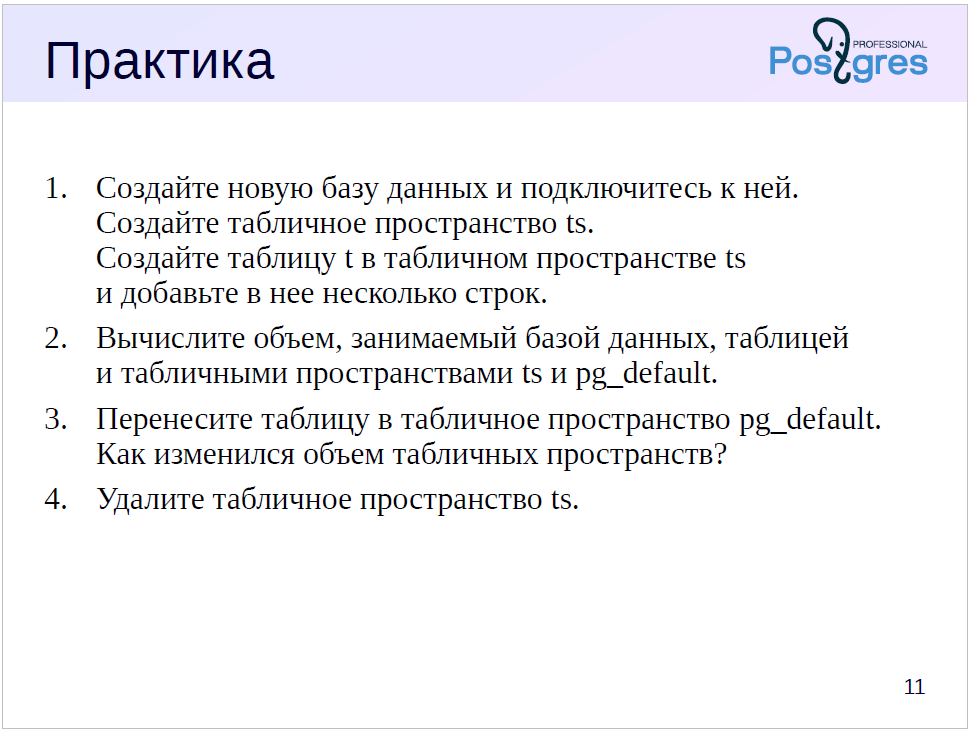 Практика
PROFESSIONAL
Postgres
1. Создайте новую базу данных и подключитесь к ней.
Создайте табличное пространство ts.
Создайте таблицу t в табличном пространстве ts
и добавьте в нее несколько строк.
2. Вычислите объем, занимаемый базой данных, таблицей
и табличными пространствами ts и pg_default.
3. Перенесите таблицу в табличное пространство pg_default.
Как изменился объем табличных пространств?
4. Удалите табличное пространство ts.
11